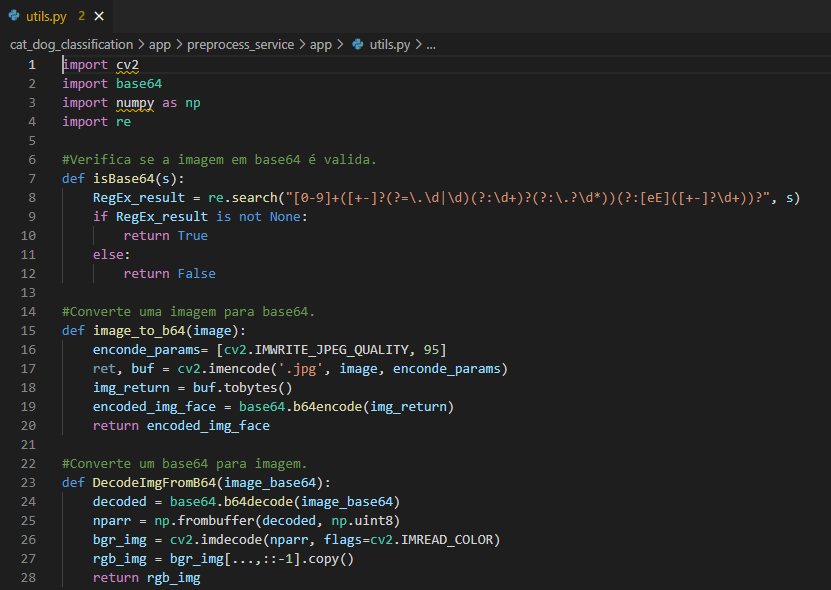 utils.py 2 ×
cat_dog_classification > app > preprocess_service > app > utils.py > ...
1 import cv2
2 import base64
3 import numpy as np
4 import re
5
6 #Verifica se a imagem em base64 é valida.
7 def isBase64(s):
8     RegEx_result = re.search("[0-9]+([+-]?(?=\.\d|\d)(?:\d+)?(?:\.?\d*))(?:[eE]([+-]?\d+))?", s)
9     if RegEx_result is not None:
10         return True
11     else:
12         return False
13
14 #Converte uma imagem para base64.
15 def image_to_b64(image):
16     enconde_params= [cv2.IMWRITE_JPEG_QUALITY, 95]
17     ret, buf = cv2.imencode('.jpg', image, enconde_params)
18     img_return = buf.tobytes()
19     encoded_img_face = base64.b64encode(img_return)
20     return encoded_img_face
21
22 #Converte um base64 para imagem.
23 def DecodeImgFromB64(image_base64):
24     decoded = base64.b64decode(image_base64)
25     nparr = np.frombuffer(decoded, np.uint8)
26     bgr_img = cv2.imdecode(nparr, flags=cv2.IMREAD_COLOR)
27     rgb_img = bgr_img[...,::-1].copy()
28     return rgb_img